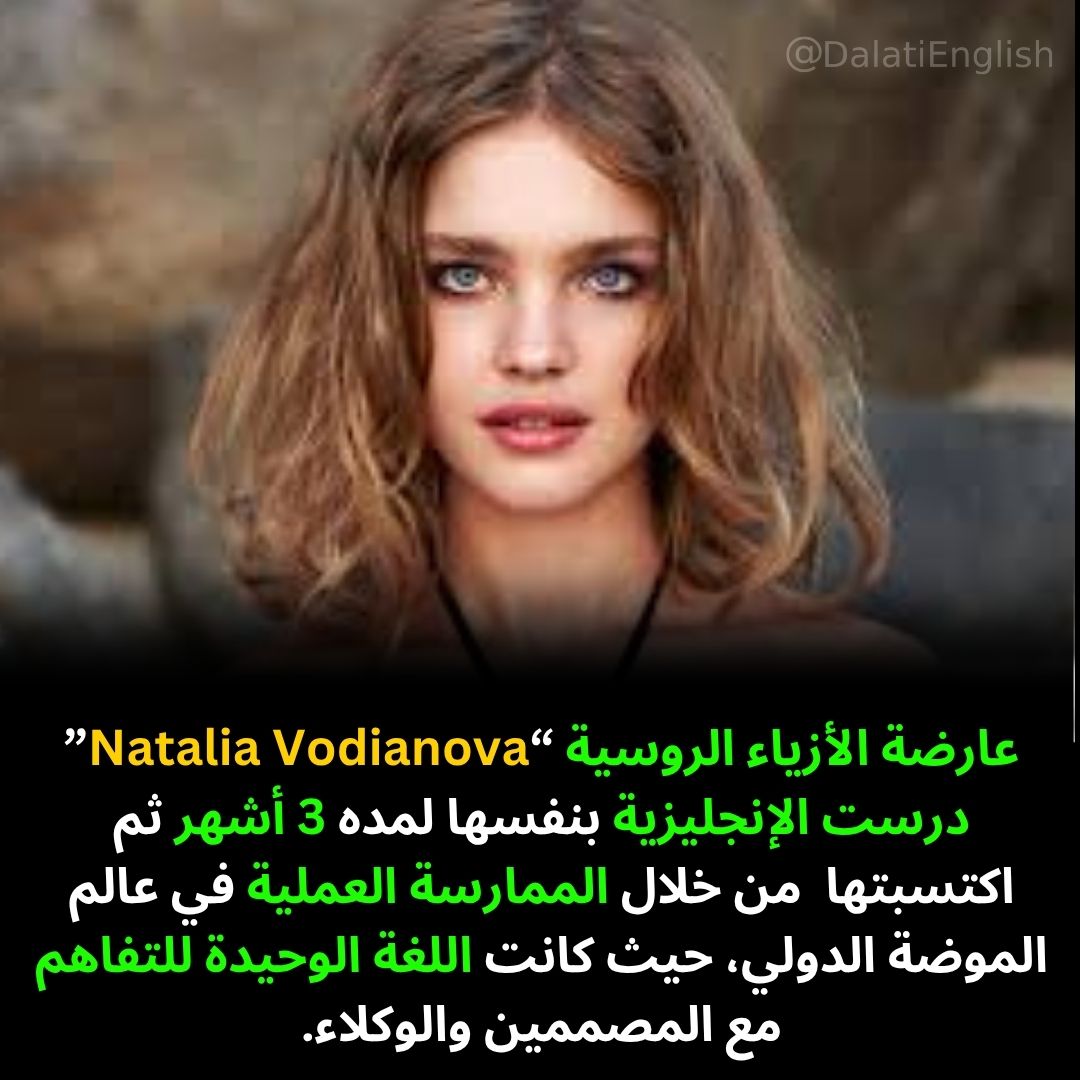 @DalatiEnglish
عارضة الأزياء الروسية “Natalia Vodianova”
درست الإنجليزية بنفسها لمده 3 أشهر ثم
اكتسبتها من خلال الممارسة العملية في عالم
الموضة الدولي، حيث كانت اللغة الوحيدة للتفاهم
مع المصممين والوكلاء.